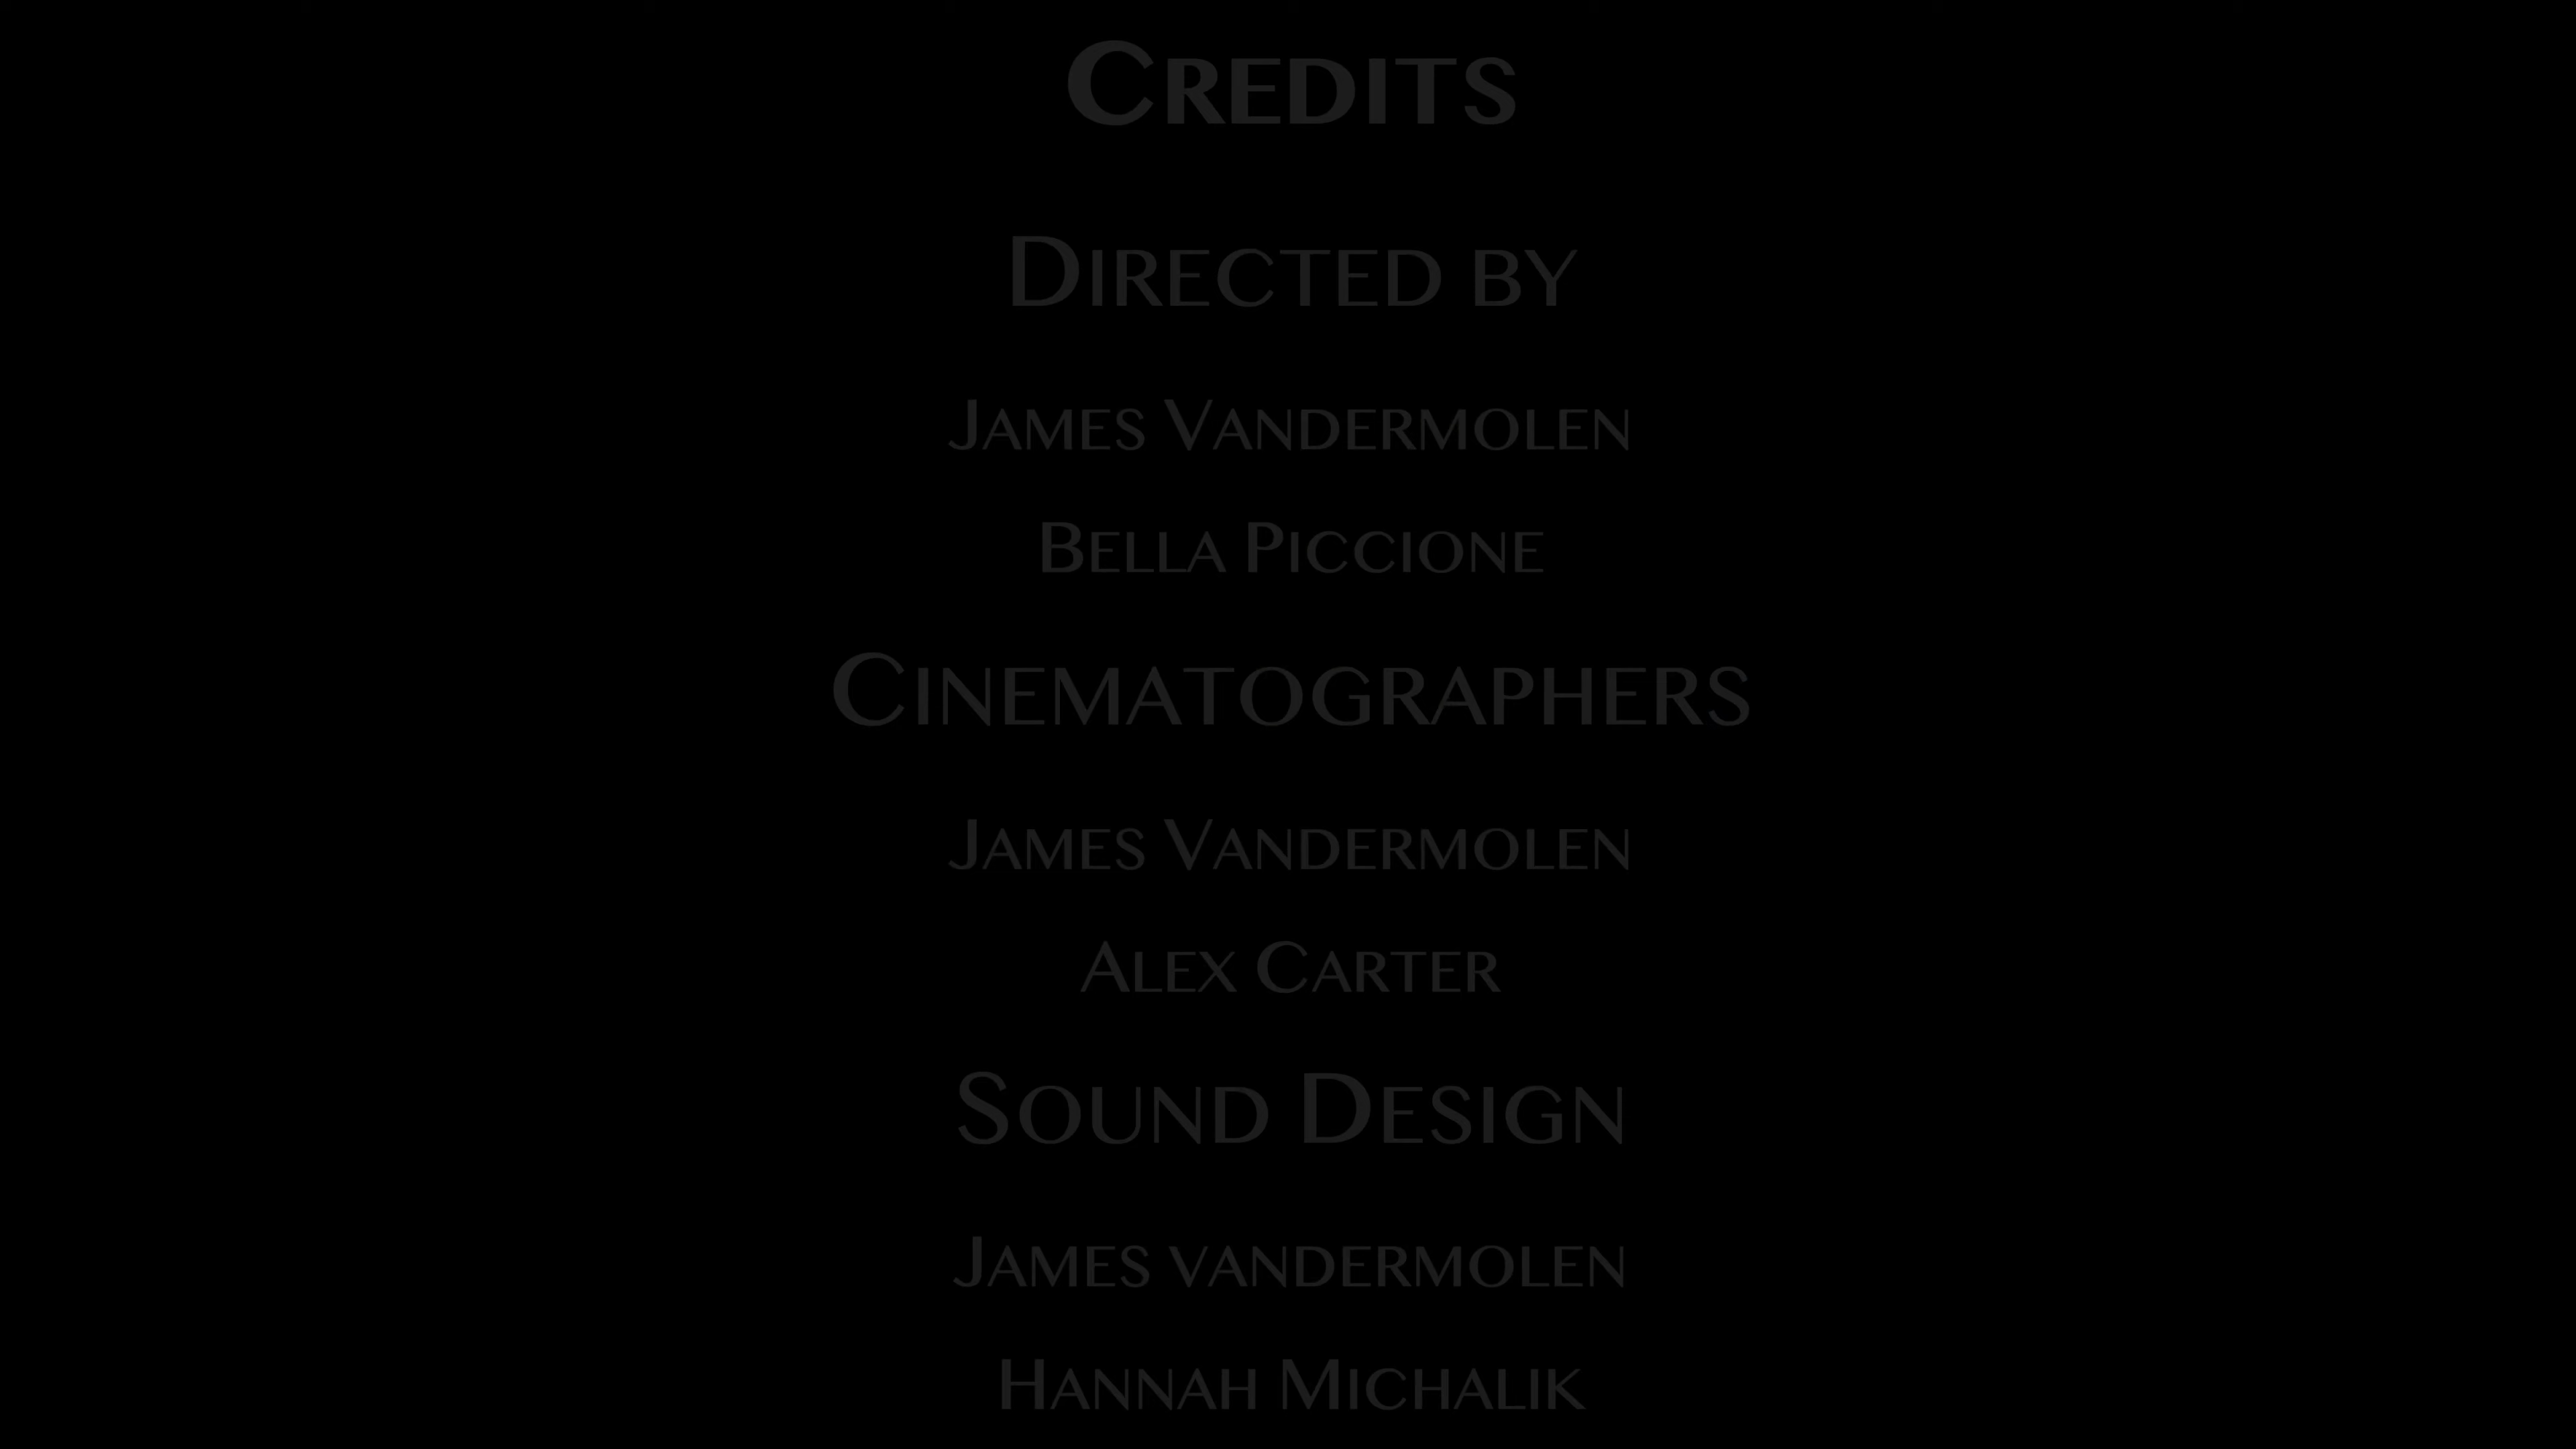 Credits
Directed by
James Vandermolen
Bella Piccione
Cinematographers
James Vandermolen
Alex Carter
Sound Design
James vandermolen
Hannah Michalik